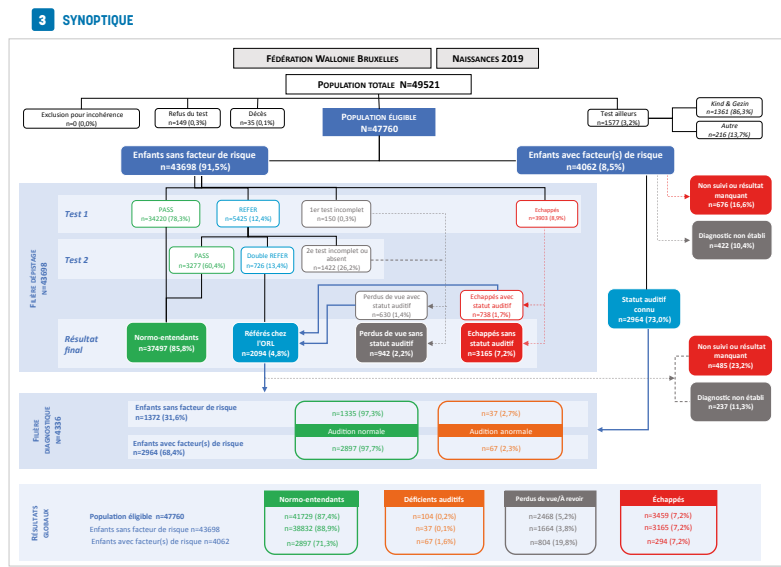 3 SYNOPTIQUE
FÉDÉRATION WALLONIE BRUXELLES
NAISSANCES 2019
POPULATION TOTALE N=49521
Exclusion pour incohérence
n=0 (0,0%)
Refus du test
n=149 (0,3%)
Décès
n=35 (0,1%)
POPULATION ÉLIGIBLE
N=47760
Test ailleurs
n=1577 (3,2%)
Kind & Gezin
n=1361 (86,3%)
Autre
n=216 (13,7%)
Enfants sans facteur de risque
n=43698 (91,5%)
Enfants avec facteur(s) de risque
n=4062 (8,5%)
Non suivi ou résultat
manquant
n=676 (16,6%)
Diagnostic non établi
n=422 (10,4%)
FILIÈRE DÉPISTAGE
N=43698
Test 1
PASS
n=34220 (78,3%)
REFER
n=5425 (12,4%)
1er test incomplet
n=150 (0,3%)
Echappés
n=3903 (8,9%)
Test 2
PASS
n=3277 (60,4%)
Double REFER
n=726 (13,4%)
2e test incomplet ou
absent
n=1422 (26,2%)
Perdus de vue avec
statut auditif
n=630 (1,4%)
Echappés avec
statut auditif
n=738 (1,7%)
Statut auditif
connu
n=2964 (73,0%)
Résultat
final
Normo-entendants
n=37497 (85,8%)
Référés chez
l'ORL
n=2094 (4,8%)
Perdus de vue sans
statut auditif
n=942 (2,2%)
Echappés sans
statut auditif
n=3165 (7,2%)
Non suivi ou résultat
manquant
n=485 (23,2%)
Diagnostic non établi
n=237 (11,3%)
FILIÈRE
DIAGNOSTIQUE
N=4336
Enfants sans facteur de risque
n=1372 (31,6%)
Enfants avec facteur(s) de risque
n=2964 (68,4%)
n=1335 (97,3%)
Audition normale
n=2897 (97,7%)
n=37 (2,7%)
Audition anormale
n=67 (2,3%)
RÉSULTATS
GLOBAUX
Normo-entendants
Déficients auditifs
Perdus de vue/À revoir
Échappés
Population éligible n=47760
n=41729 (87,4%)
n=104 (0,2%)
n=2468 (5,2%)
n=3459 (7,2%)
Enfants sans facteur de risque n=43698
n=38832 (88,9%)
n=37 (0,1%)
n=1664 (3,8%)
n=3165 (7,2%)
Enfants avec facteur(s) de risque n=4062
n=2897 (71,3%)
n=67 (1,6%)
n=804 (19,8%)
n=294 (7,2%)